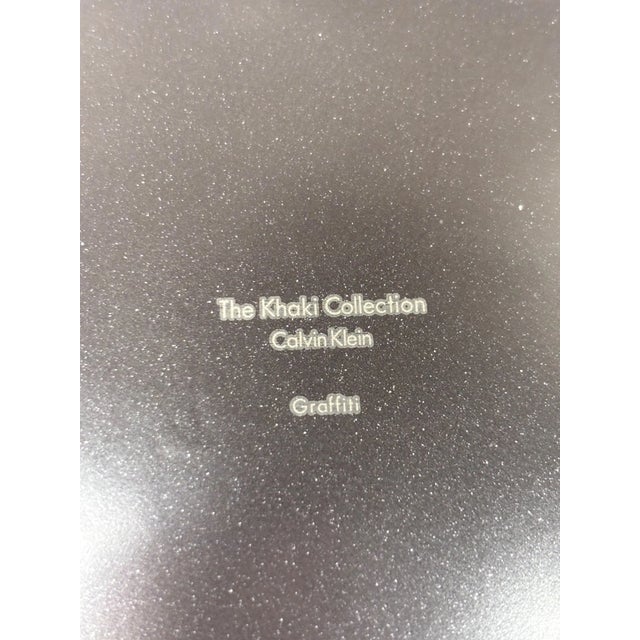 The Khaki Collection
Calvin Klein
Graffiti